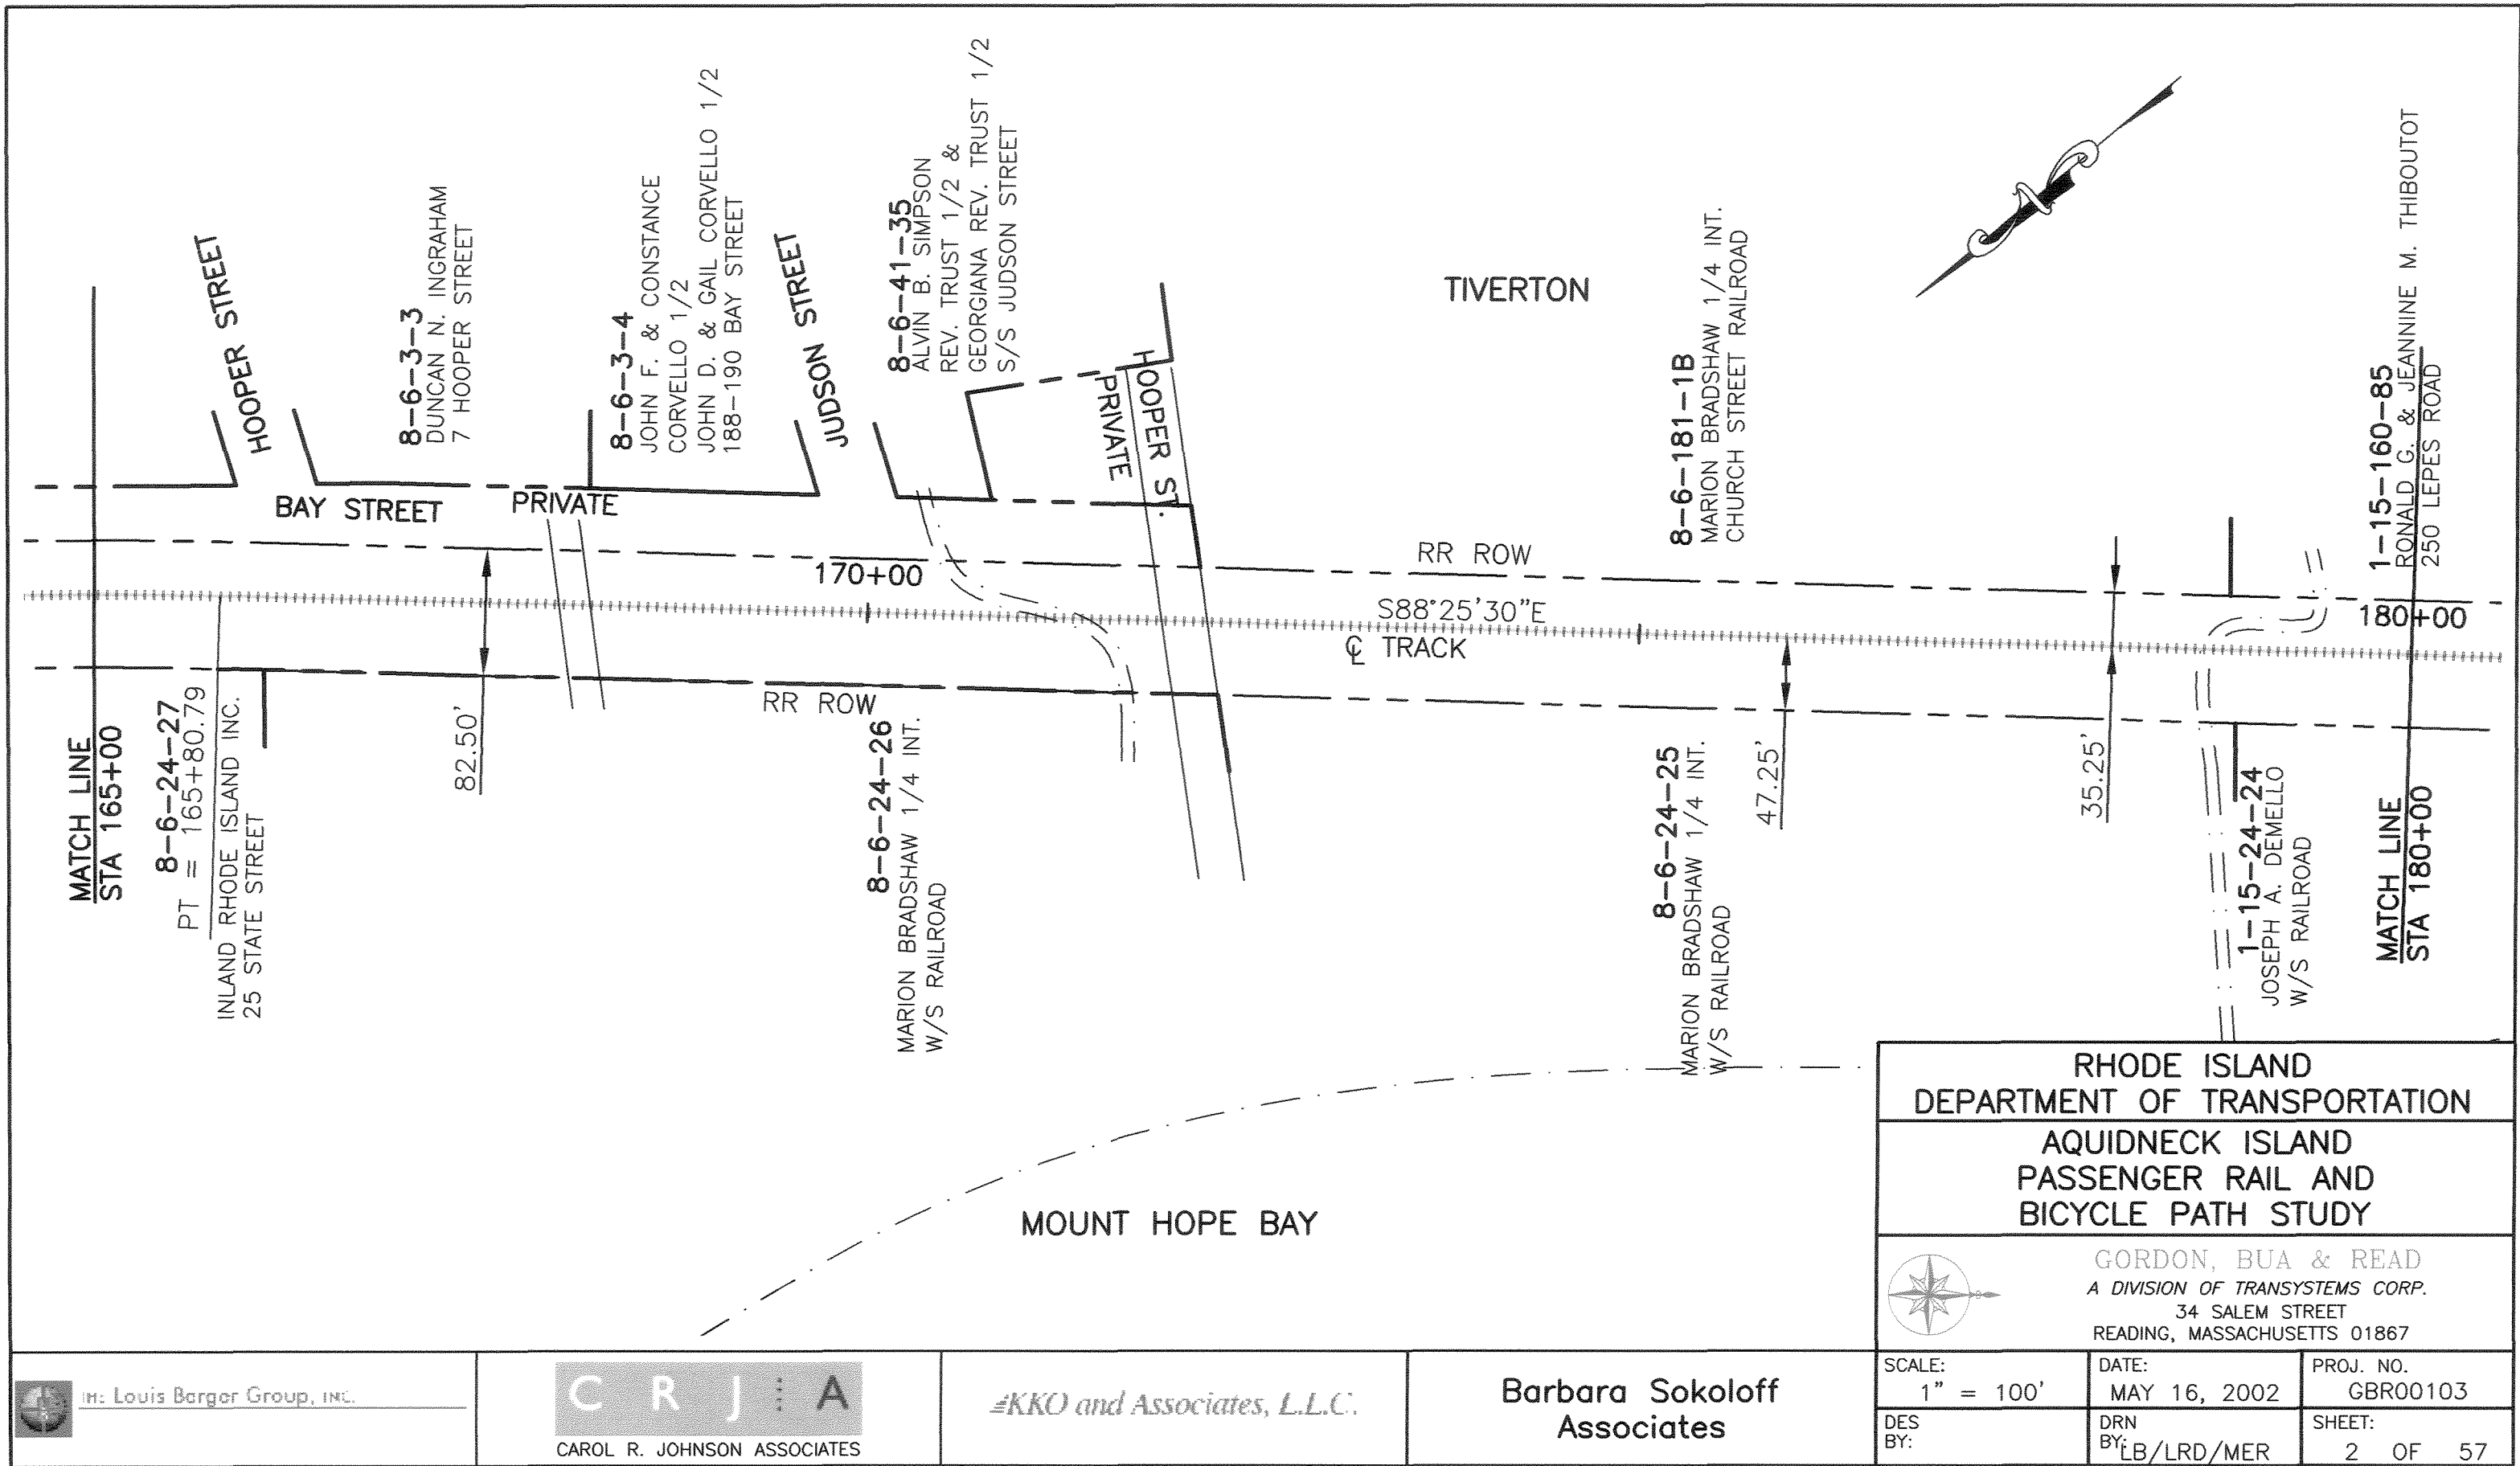 HOOPER STREET
8-6-3-3
DUNCAN N. INGRAHAM
7 HOOPER STREET
8-6-3-4
JOHN F. & CONSTANCE
CORVELLO 1/2
JOHN D. & GAIL CORVELLO 1/2
188-190 BAY STREET
JUDSON STREET
8-6-41-35
ALVIN B. SIMPSON
REV. TRUST 1/2 &
GEORGIANA REV. TRUST 1/2
S/S JUDSON STREET
PRIVATE
HOOPER ST.
TIVERTON
8-6-181-1B
MARION BRADSHAW 1/4 INT.
CHURCH STREET RAILROAD
1-15-160-85
RONALD G. & JEANNINE M. THIBOUTOT
250 LEPES ROAD
BAY STREET
PRIVATE
170+00
RR ROW
S88°25'30"E
℄ TRACK
180+00
RR ROW
MATCH LINE
STA 165+00
8-6-24-27
PT = 165+80.79
INLAND RHODE ISLAND INC.
25 STATE STREET
82.50'
8-6-24-26
MARION BRADSHAW 1/4 INT.
W/S RAILROAD
8-6-24-25
MARION BRADSHAW 1/4 INT.
W/S RAILROAD
47.25'
35.25'
1-15-24-24
JOSEPH A. DEMELLO
W/S RAILROAD
MATCH LINE
STA 180+00
MOUNT HOPE BAY
RHODE ISLAND
DEPARTMENT OF TRANSPORTATION
AQUIDNECK ISLAND
PASSENGER RAIL AND
BICYCLE PATH STUDY
GORDON, BUA & READ
A DIVISION OF TRANSYSTEMS CORP.
34 SALEM STREET
READING, MASSACHUSETTS 01867
THE Louis Berger Group, INC.
C R J A
CAROL R. JOHNSON ASSOCIATES
KKO and Associates, L.L.C.
Barbara Sokoloff
Associates
SCALE:
1" = 100'
DATE:
MAY 16, 2002
PROJ. NO.
GBR00103
DES
BY:
DRN
BY: LB/LRD/MER
SHEET:
2 OF 57